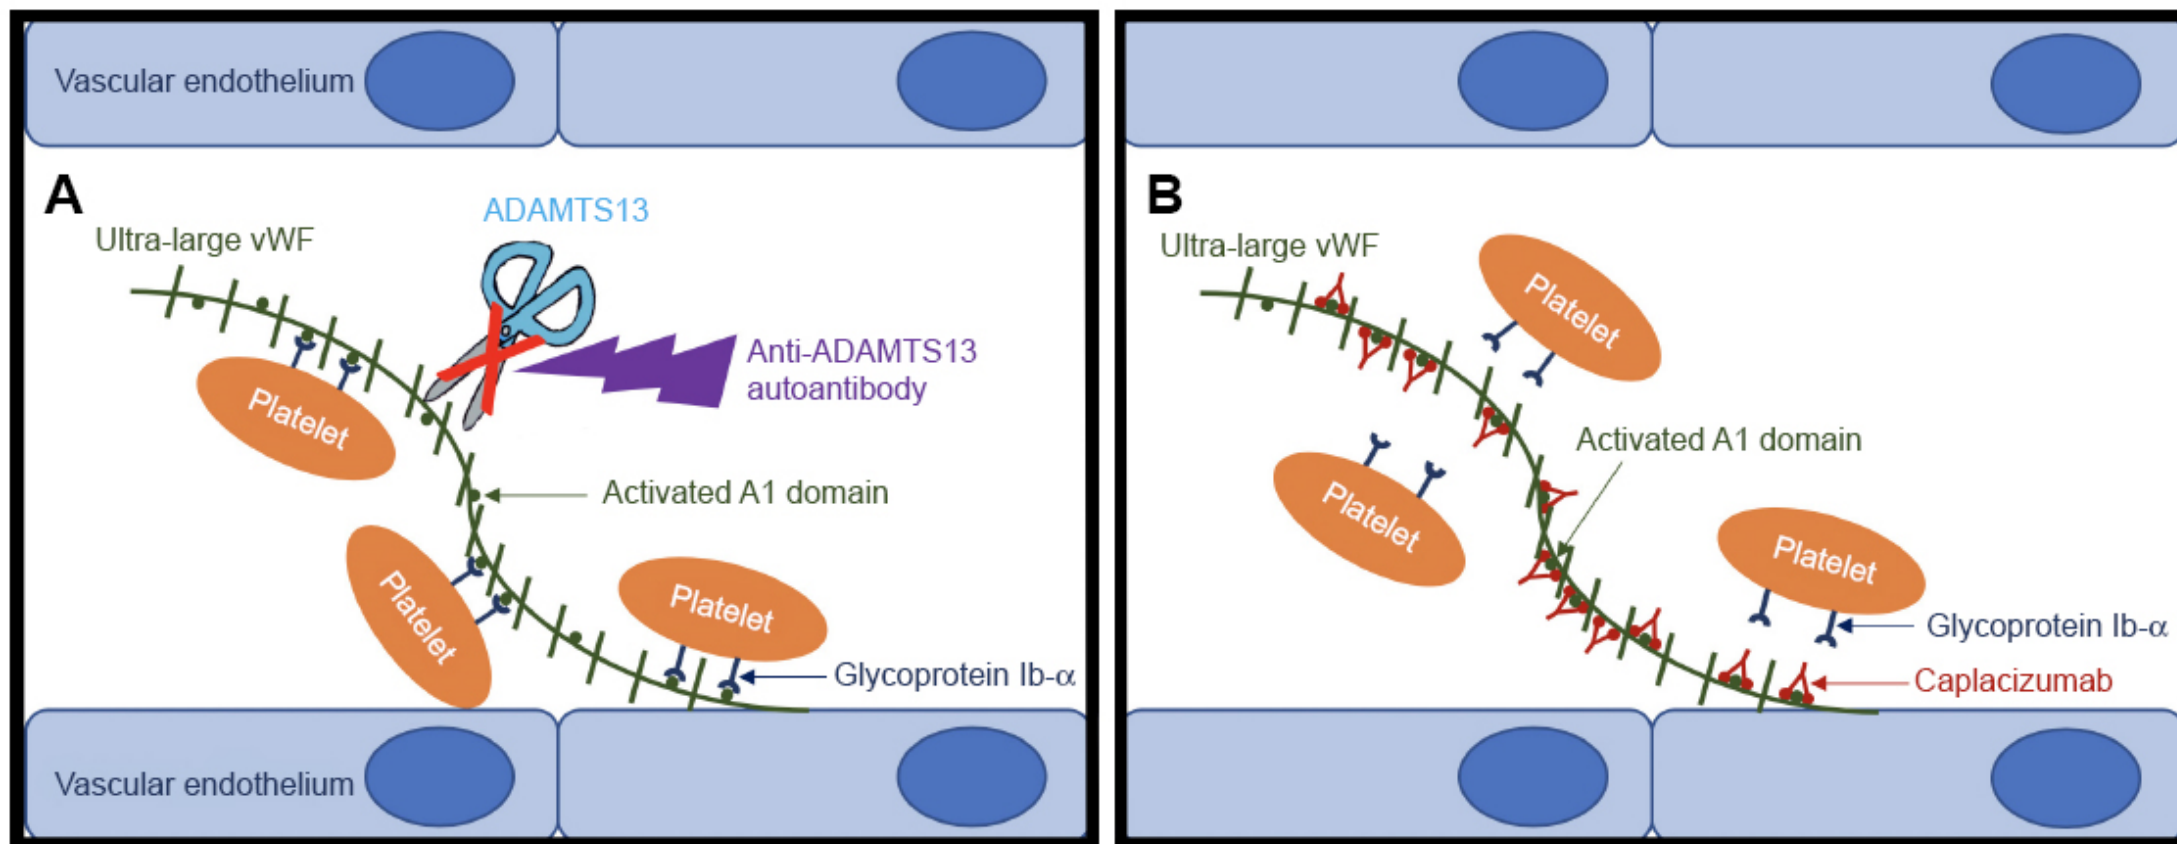 Vascular endothelium
A
ADAMTS13
Ultra-large vWF
Anti-ADAMTS13
autoantibody
Platelet
Activated A1 domain
Platelet
Platelet
Glycoprotein Ib-α
Vascular endothelium
B
Ultra-large vWF
Platelet
Activated A1 domain
Platelet
Platelet
Glycoprotein Ib-α
Caplacizumab